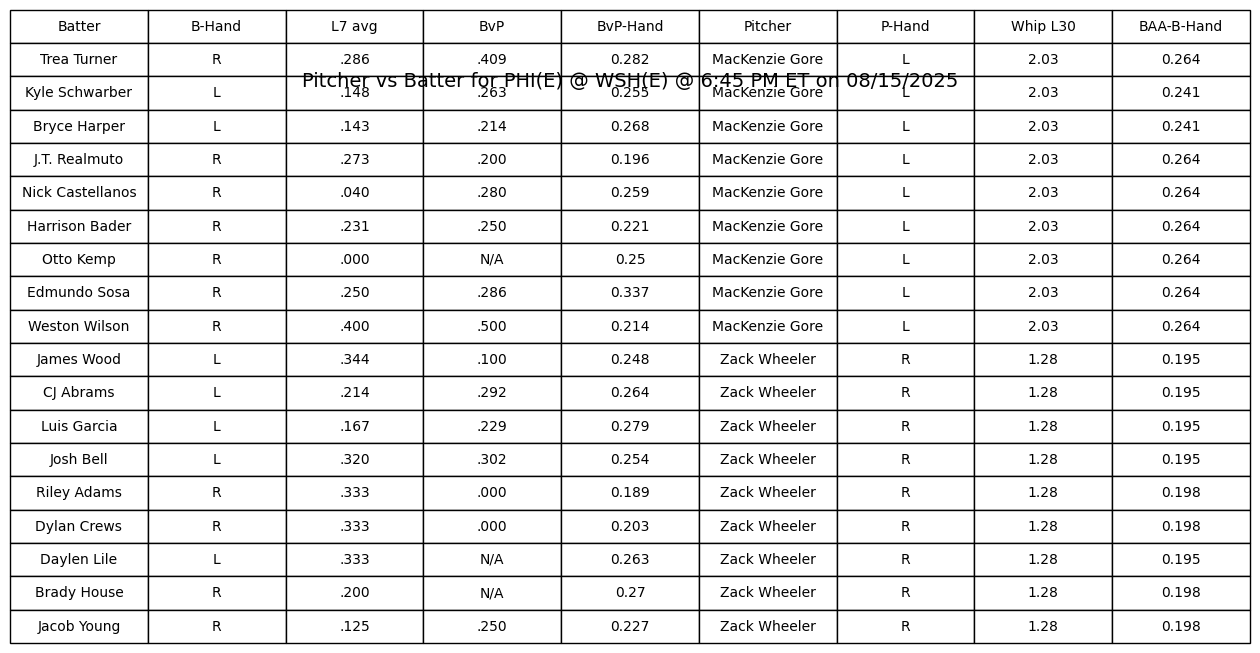 Batter B-Hand L7 avg BvP BvP-Hand Pitcher P-Hand Whip L30 BAA-B-Hand
Trea Turner R .286 .409 0.282 MacKenzie Gore L 2.03 0.264
Pitcher vs Batter for PHI(E) @ WSH(E) @ 6:45 PM ET on 08/15/2025
Kyle Schwarber L .148 .263 0.255 MacKenzie Gore L 2.03 0.241
Bryce Harper L .143 .214 0.268 MacKenzie Gore L 2.03 0.241
J.T. Realmuto R .273 .200 0.196 MacKenzie Gore L 2.03 0.264
Nick Castellanos R .040 .280 0.259 MacKenzie Gore L 2.03 0.264
Harrison Bader R .231 .250 0.221 MacKenzie Gore L 2.03 0.264
Otto Kemp R .000 N/A 0.25 MacKenzie Gore L 2.03 0.264
Edmundo Sosa R .250 .286 0.337 MacKenzie Gore L 2.03 0.264
Weston Wilson R .400 .500 0.214 MacKenzie Gore L 2.03 0.264
James Wood L .344 .100 0.248 Zack Wheeler R 1.28 0.195
CJ Abrams L .214 .292 0.264 Zack Wheeler R 1.28 0.195
Luis Garcia L .167 .229 0.279 Zack Wheeler R 1.28 0.195
Josh Bell L .320 .302 0.254 Zack Wheeler R 1.28 0.195
Riley Adams R .333 .000 0.189 Zack Wheeler R 1.28 0.198
Dylan Crews R .333 .000 0.203 Zack Wheeler R 1.28 0.198
Daylen Lile L .333 N/A 0.263 Zack Wheeler R 1.28 0.195
Brady House R .200 N/A 0.27 Zack Wheeler R 1.28 0.198
Jacob Young R .125 .250 0.227 Zack Wheeler R 1.28 0.198